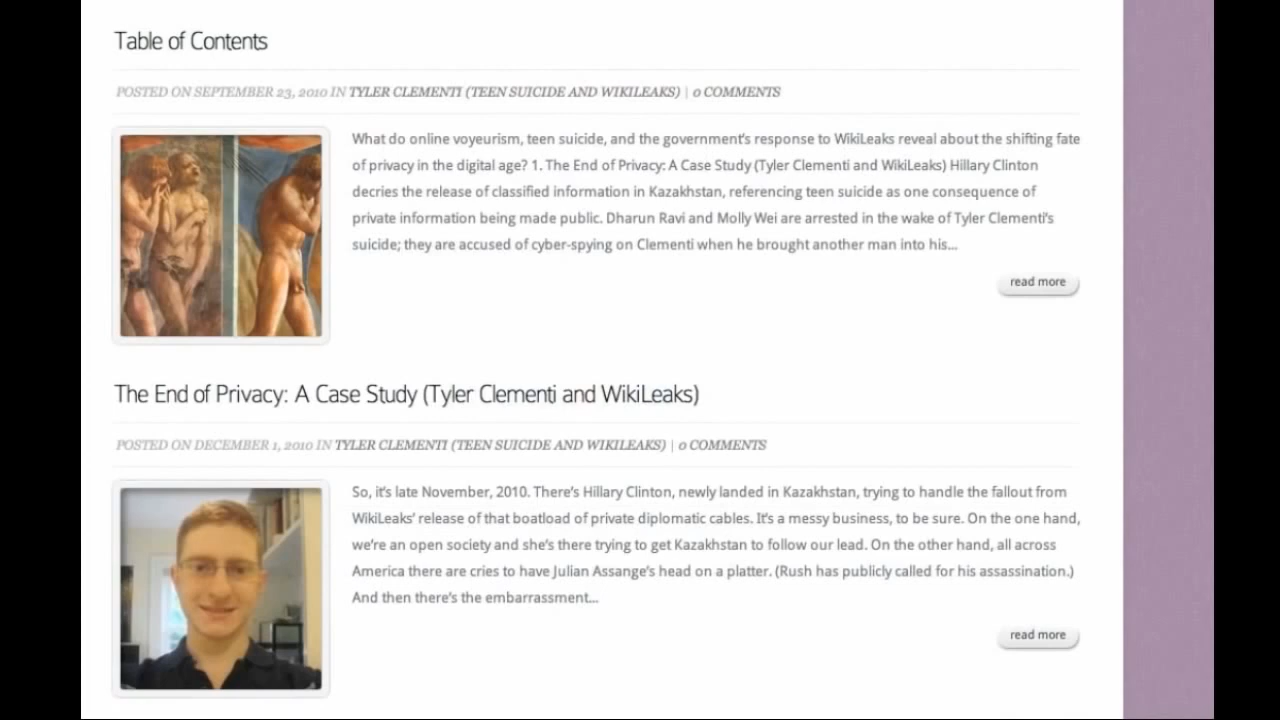 Table of Contents
POSTED ON SEPTEMBER 23, 2010 IN TYLER CLEMENTI (TEEN SUICIDE AND WIKILEAKS) | 0 COMMENTS
What do online voyeurism, teen suicide, and the government's response to WikiLeaks reveal about the shifting fate
of privacy in the digital age? 1. The End of Privacy: A Case Study (Tyler Clementi and WikiLeaks) Hillary Clinton
decries the release of classified information in Kazakhstan, referencing teen suicide as one consequence of
private information being made public. Dharun Ravi and Molly Wei are arrested in the wake of Tyler Clementi's
suicide; they are accused of cyber-spying on Clementi when he brought another man into his...
read more
The End of Privacy: A Case Study (Tyler Clementi and WikiLeaks)
POSTED ON DECEMBER 1, 2010 IN TYLER CLEMENTI (TEEN SUICIDE AND WIKILEAKS) | 0 COMMENTS
So, it's late November, 2010. There's Hillary Clinton, newly landed in Kazakhstan, trying to handle the fallout from
WikiLeaks' release of that boatload of private diplomatic cables. It's a messy business, to be sure. On the one hand,
we're an open society and she's there trying to get Kazakhstan to follow our lead. On the other hand, all across
America there are cries to have Julian Assange's head on a platter. (Rush has publicly called for his assassination.)
And then there's the embarrassment...
read more